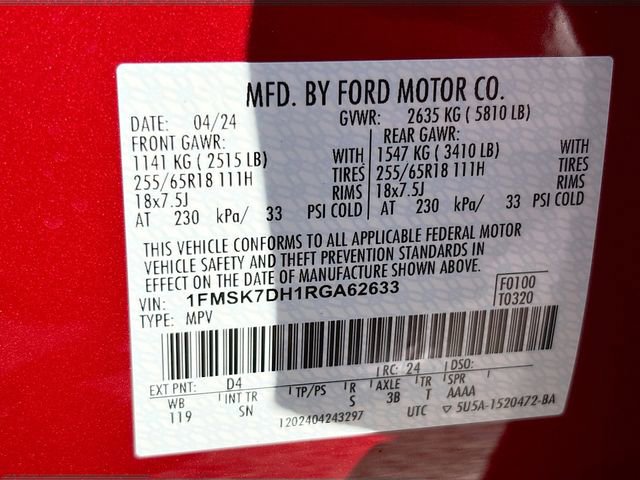 MFD. BY FORD MOTOR CO.
DATE: 04/24 GVWR: 2635 KG ( 5810 LB)
FRONT GAWR: REAR GAWR:
1141 KG ( 2515 LB) WITH 1547 KG ( 3410 LB) WITH
255/65R18 111H TIRES 255/65R18 111H TIRES
18x7.5J RIMS 18x7.5J RIMS
AT 230 kPa/ 33 PSI COLD AT 230 kPa/ 33 PSI COLD
THIS VEHICLE CONFORMS TO ALL APPLICABLE FEDERAL MOTOR
VEHICLE SAFETY AND THEFT PREVENTION STANDARDS IN
EFFECT ON THE DATE OF MANUFACTURE SHOWN ABOVE.
VIN: 1FMSK7DH1RGA62633 F0100
TYPE: MPV T0320
RC: 24 DSO:
EXT PNT: D4
WB INT TR TP/PS R AXLE TR SPR
119 SN S 3B T AAAA
1202404243297 UTC ▽ 5U5A-1520472-BA